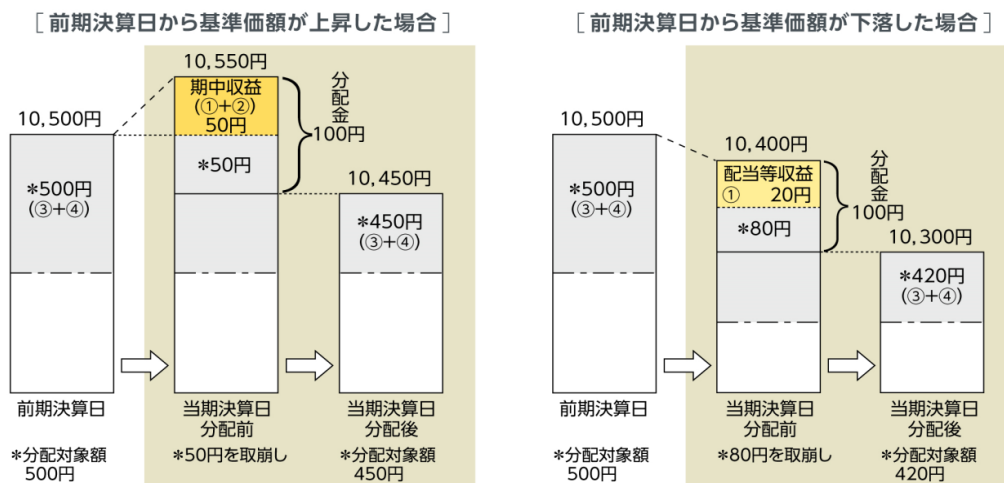 [前期決算日から基準価額が上昇した場合]
10,500円
*500円
(③+④)
前期決算日
*分配対象額
500円
10,550円
期中収益
(①+②)
50円
*50円
分配金
100円
当期決算日
分配前
*50円を取崩し
10,450円
*450円
(③+④)
当期決算日
分配後
*分配対象額
450円
[前期決算日から基準価額が下落した場合]
10,500円
*500円
(③+④)
前期決算日
*分配対象額
500円
10,400円
配当等収益
① 20円
*80円
分配金
100円
当期決算日
分配前
*80円を取崩し
10,300円
*420円
(③+④)
当期決算日
分配後
*分配対象額
420円